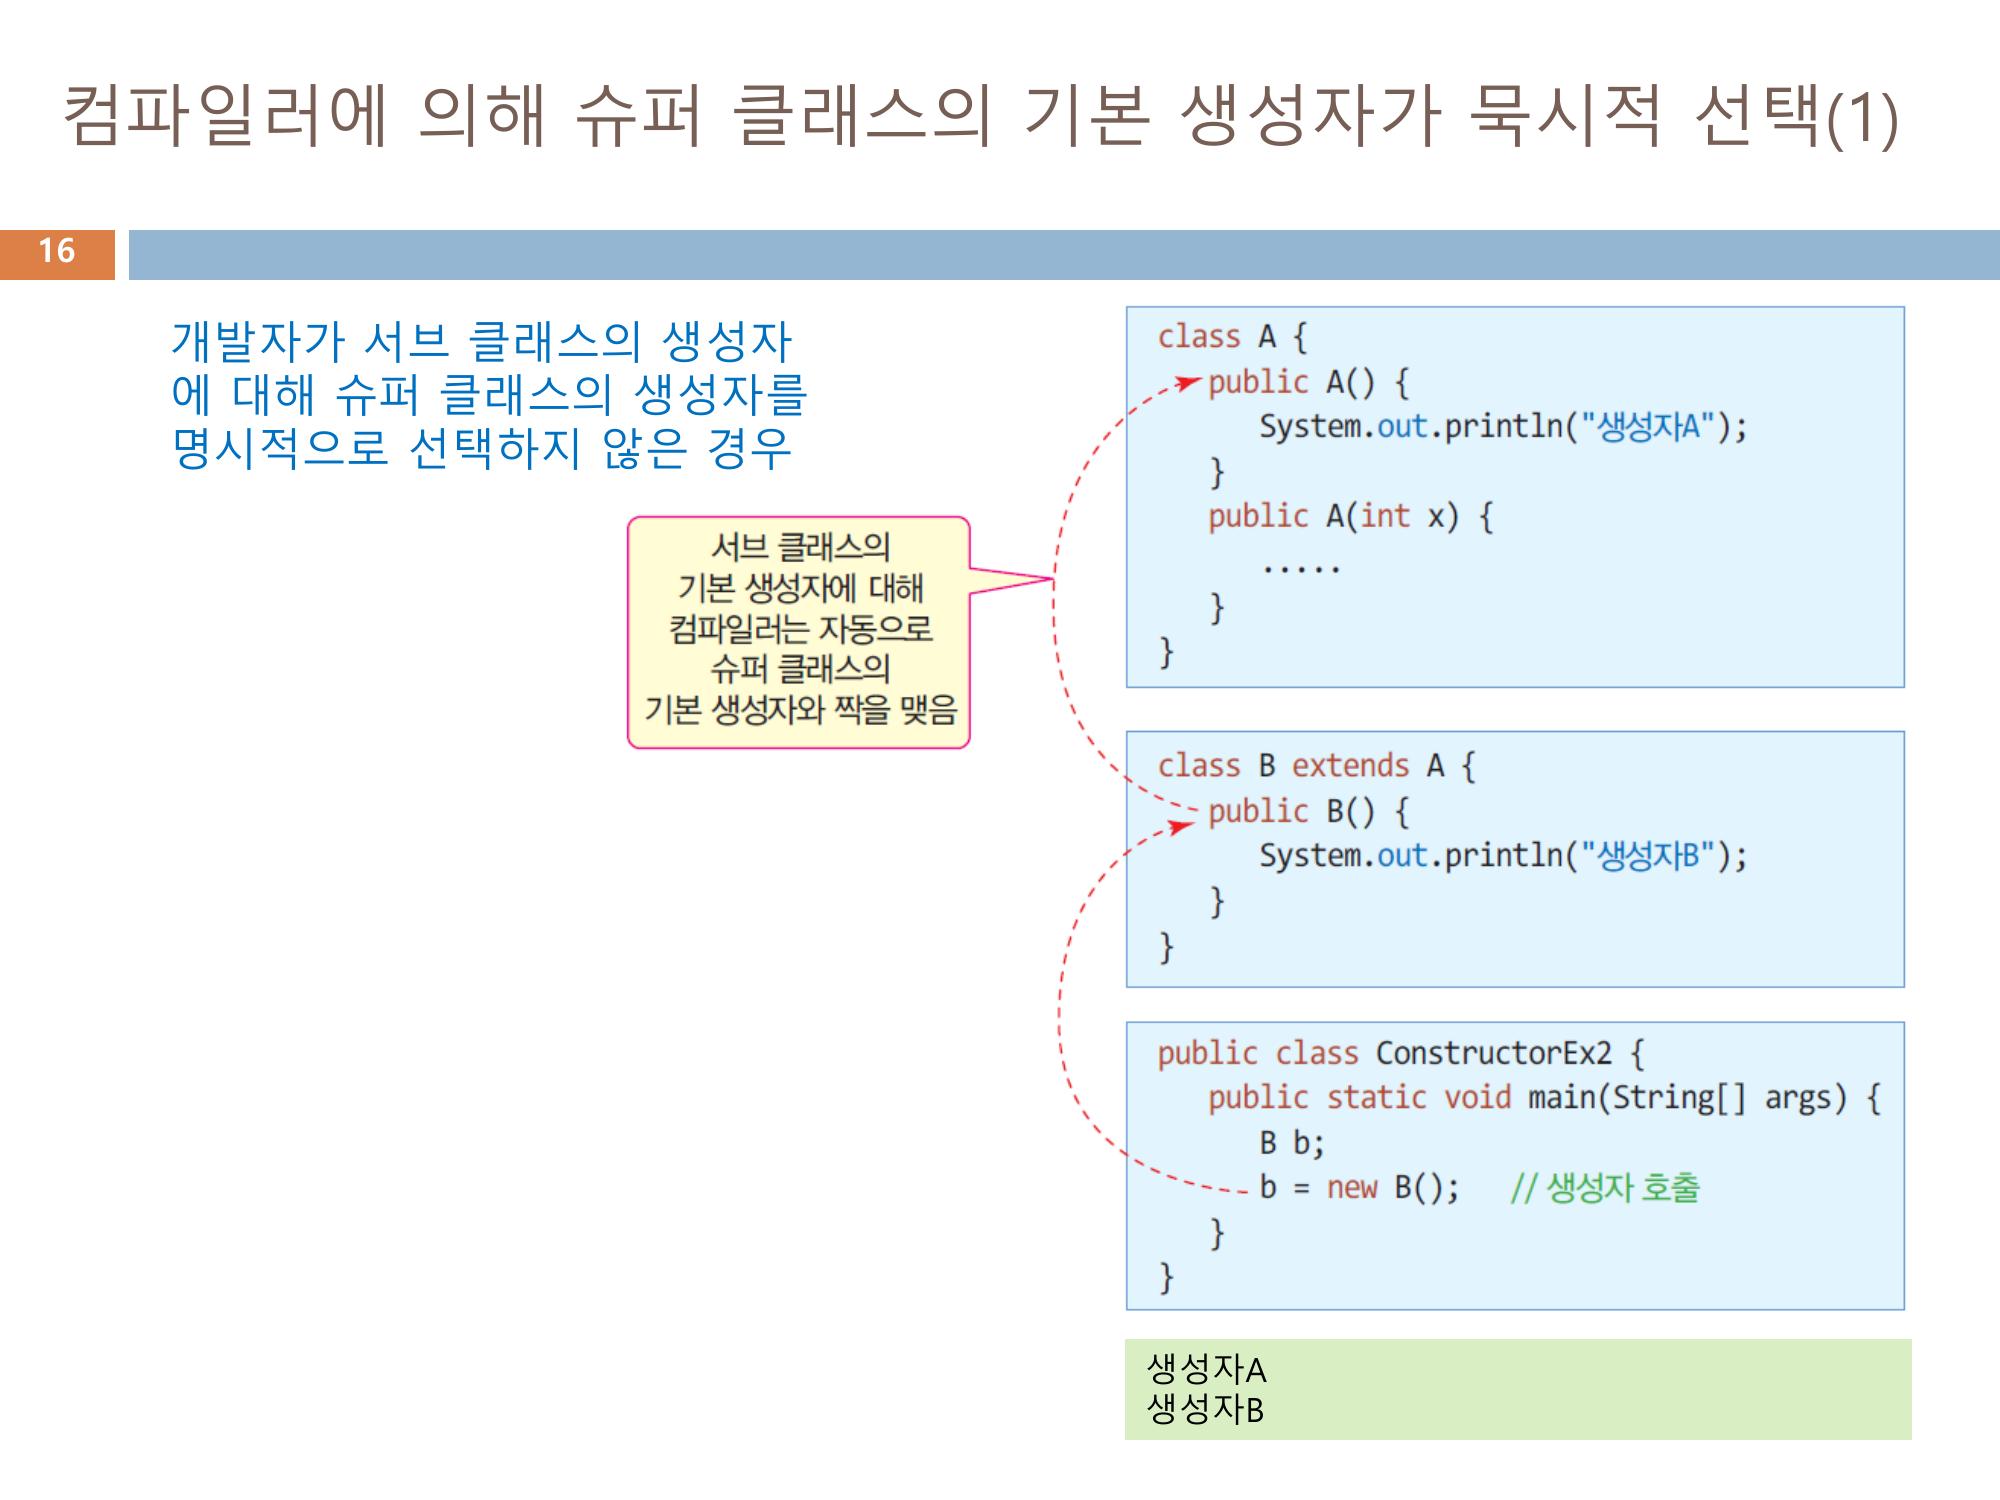 컴파일러에 의해 슈퍼 클래스의 기본 생성자가 묵시적 선택(1)
16
개발자가 서브 클래스의 생성자
에 대해 슈퍼 클래스의 생성자를
명시적으로 선택하지 않은 경우
서브 클래스의
기본 생성자에 대해
컴파일러는 자동으로
슈퍼 클래스의
기본 생성자와 짝을 맺음
class A {
public A() {
System.out.println("생성자A");
}
public A(int x) {
.....
}
}
class B extends A {
public B() {
System.out.println("생성자B");
}
}
public class ConstructorEx2 {
public static void main(String[] args) {
B b;
b = new B(); // 생성자 호출
}
}
생성자A
생성자B